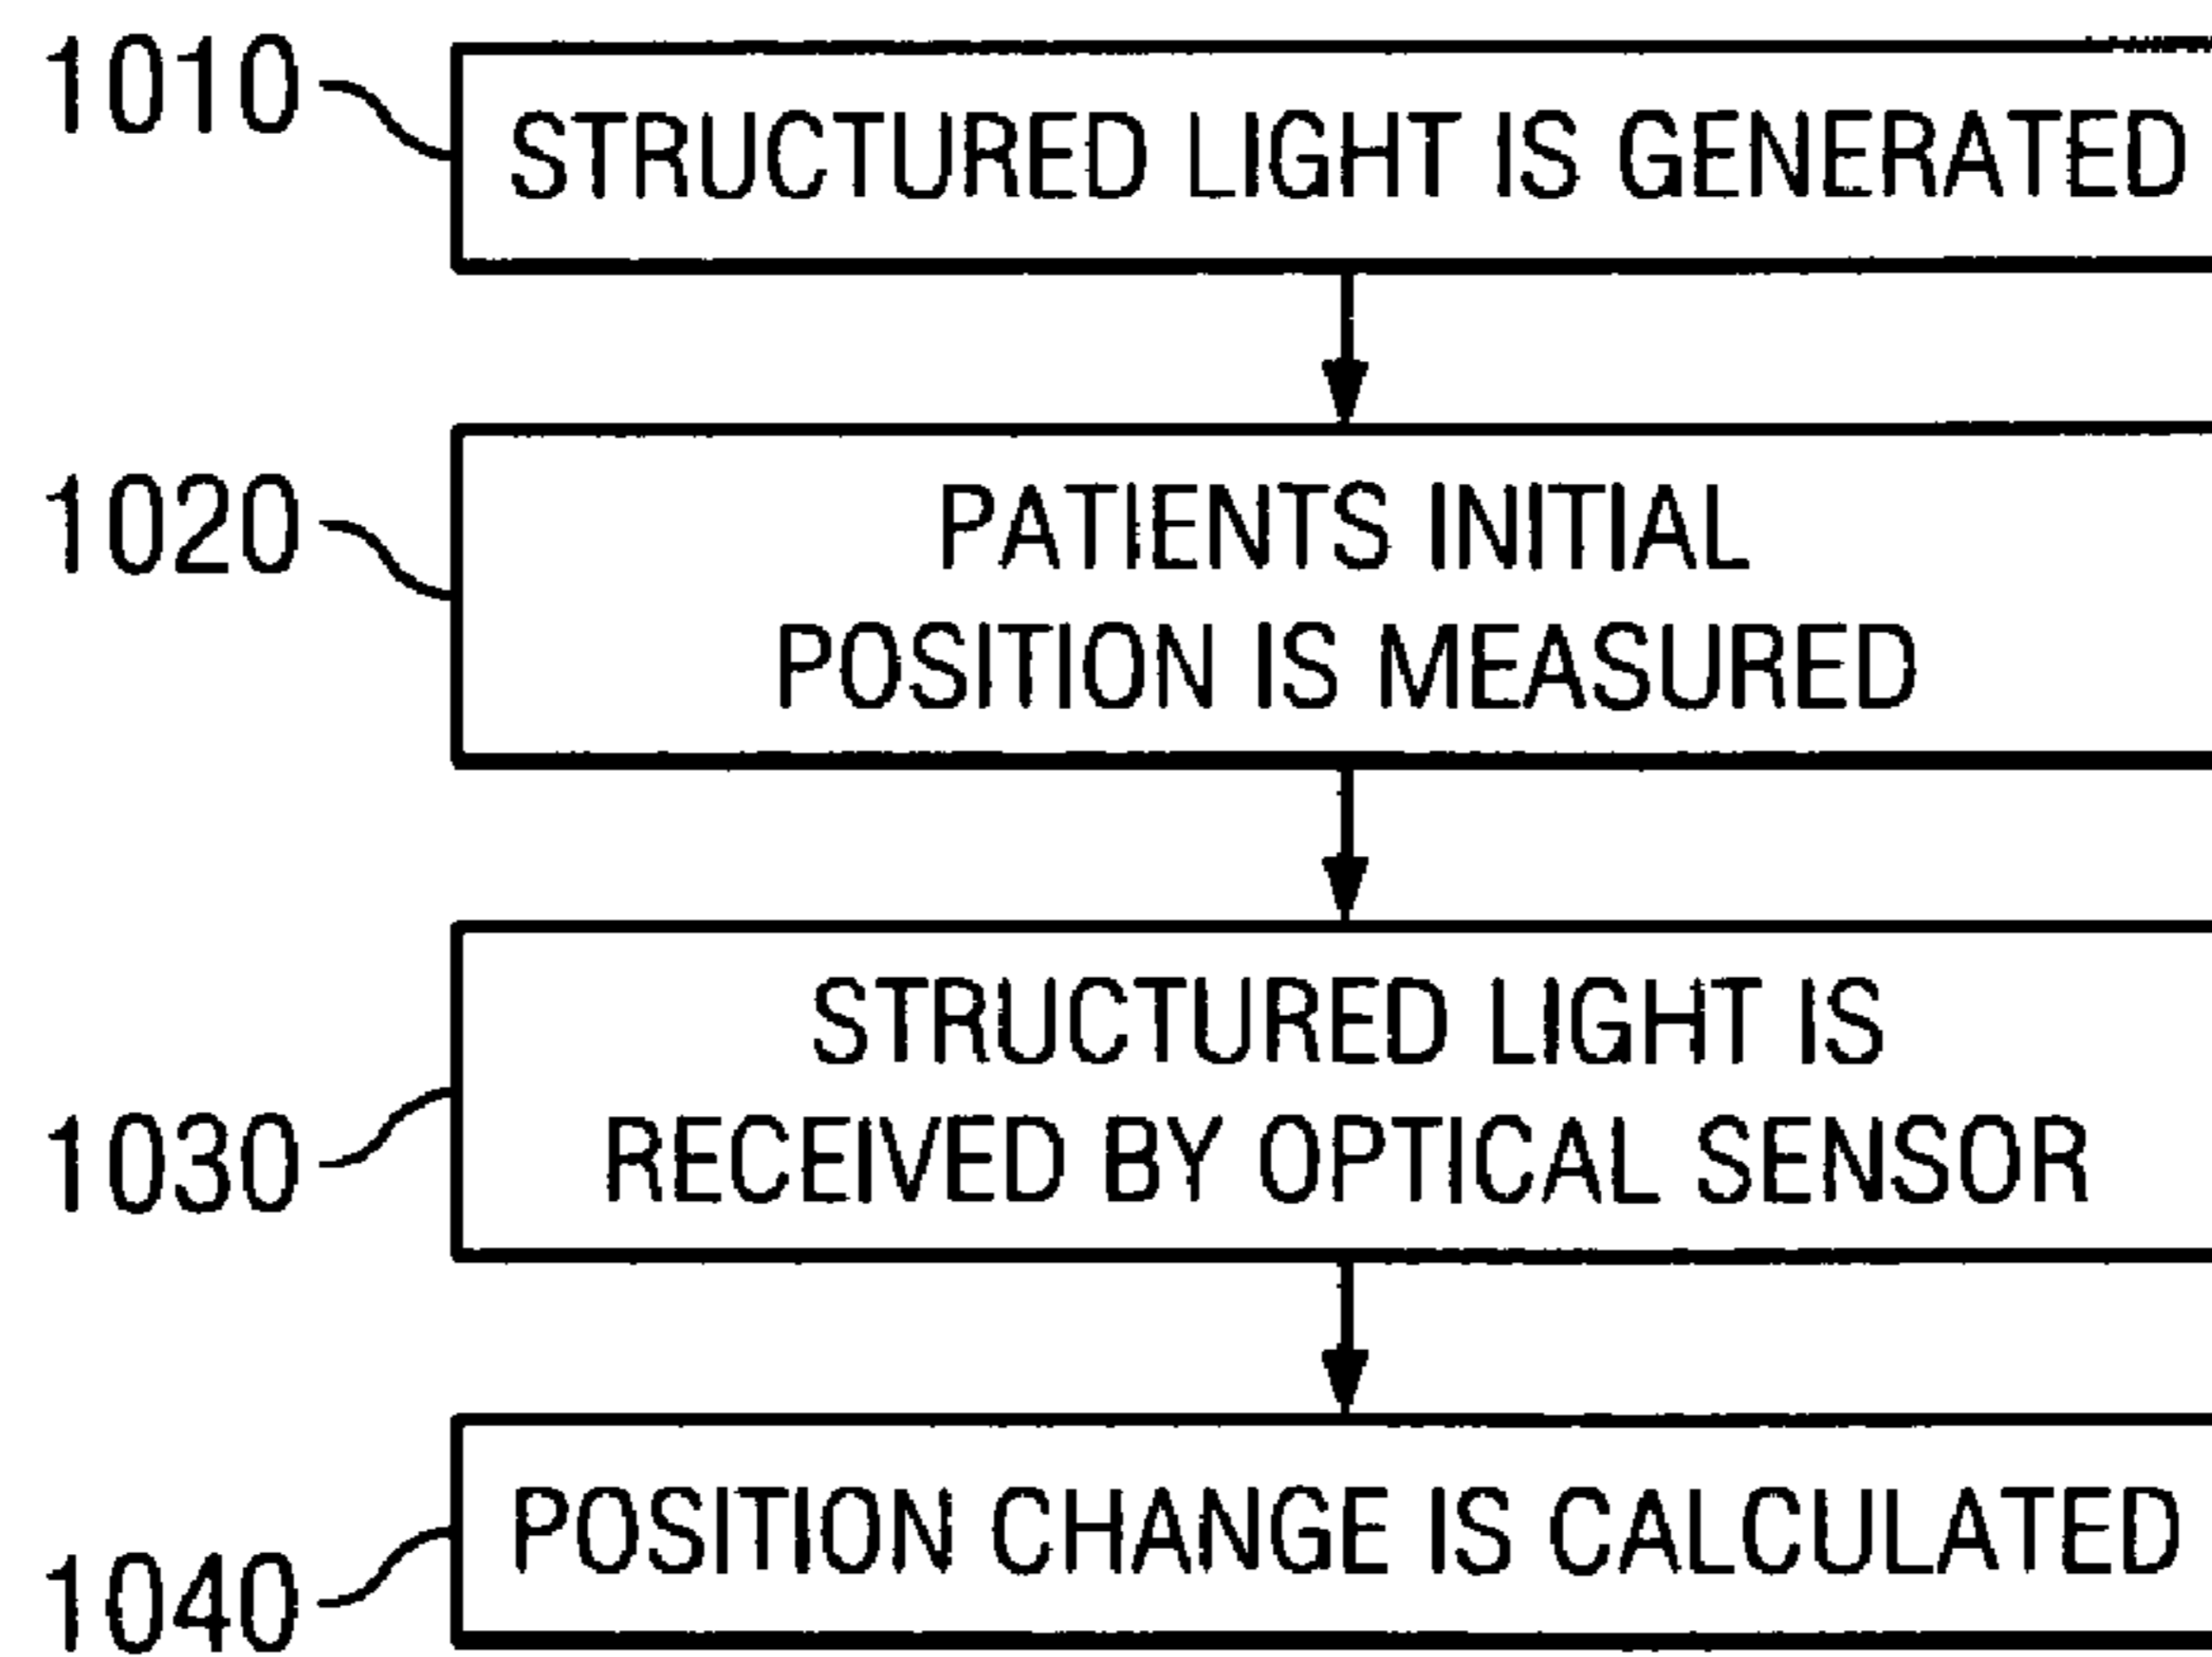 1010
STRUCTURED LIGHT IS GENERATED
1020
PATIENTS INITIAL
POSITION IS MEASURED
STRUCTURED LIGHT IS
RECEIVED BY OPTICAL SENSOR
1030
POSITION CHANGE IS CALCULATED
1040